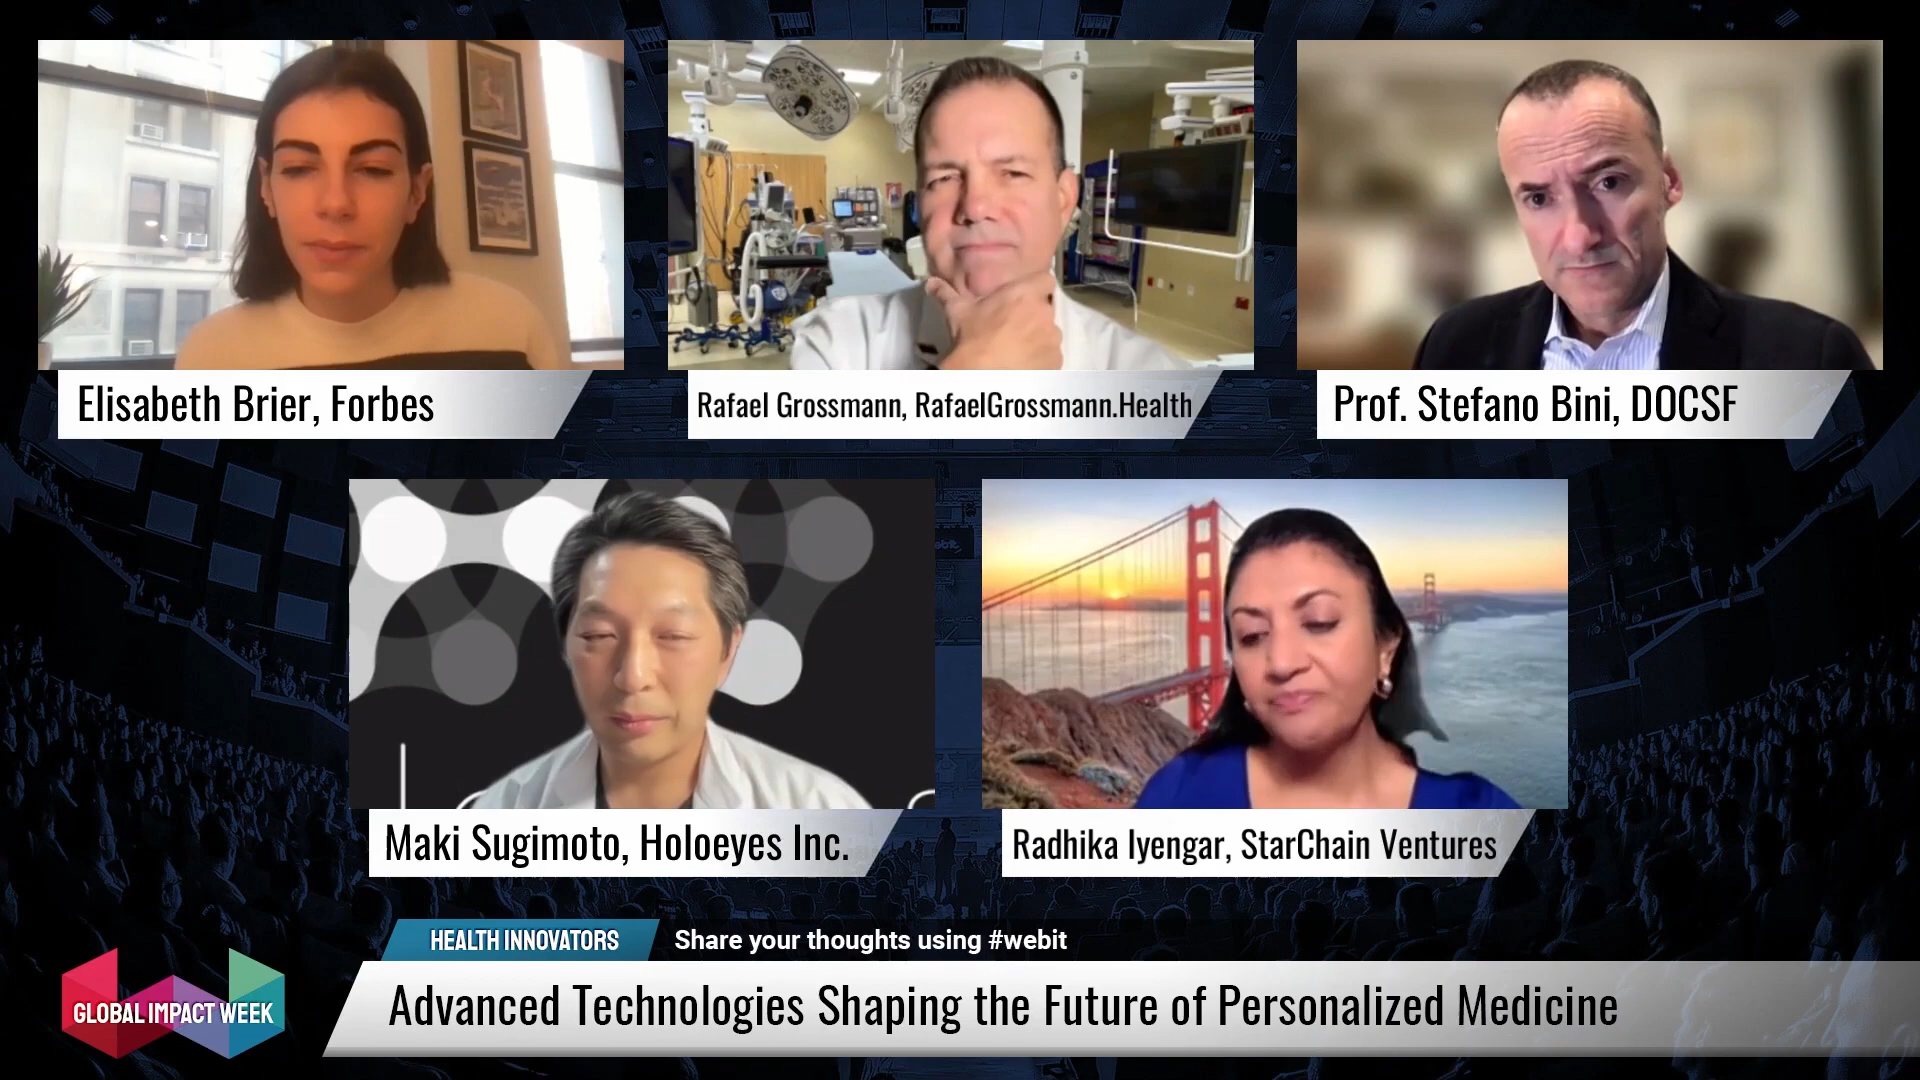 Elisabeth Brier, Forbes
Rafael Grossmann, RafaelGrossmann.Health
Prof. Stefano Bini, DOCSF
Maki Sugimoto, Holoeyes Inc.
Radhika Iyengar, StarChain Ventures
HEALTH INNOVATORS
Share your thoughts using #webit
GLOBAL IMPACT WEEK
Advanced Technologies Shaping the Future of Personalized Medicine